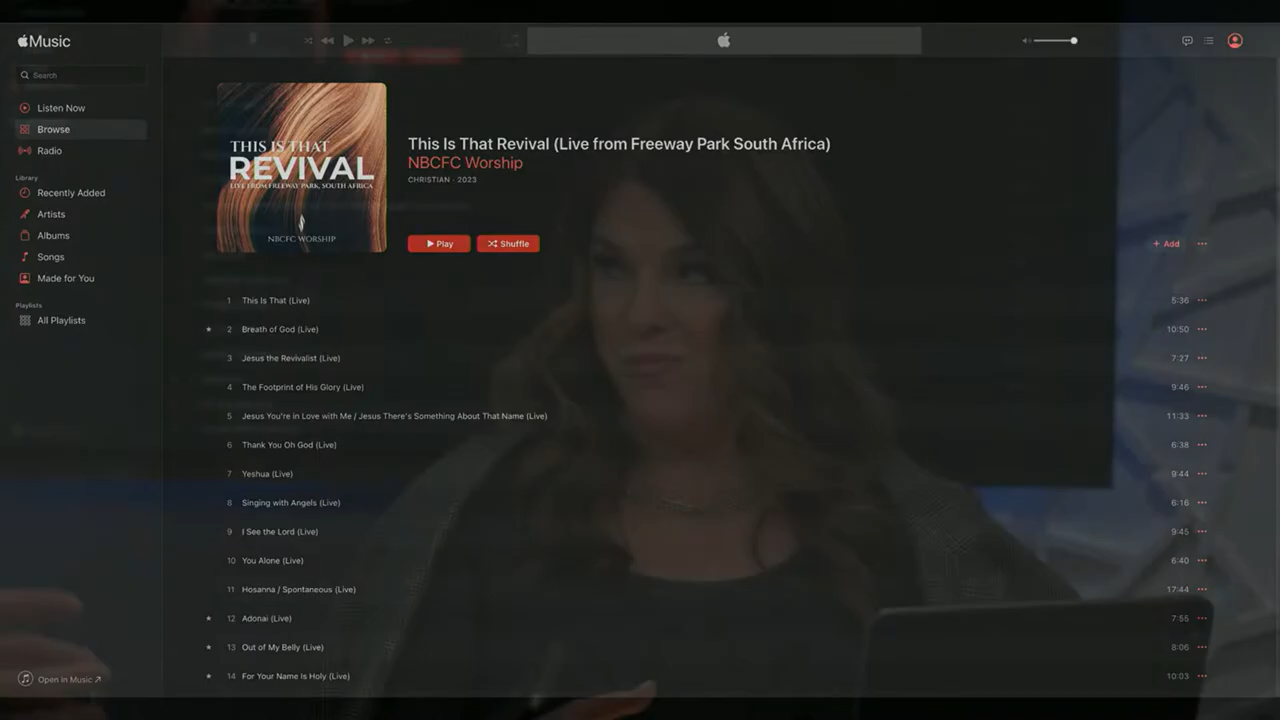 Music
Search
Listen Now
Browse
Radio
Library
Recently Added
Artists
Albums
Songs
Made for You
Playlists
All Playlists
Open in Music ↗
THIS IS THAT
REVIVAL
LIVE FROM FREEWAY PARK, SOUTH AFRICA
NBCFC WORSHIP
This Is That Revival (Live from Freeway Park South Africa)
NBCFC Worship
CHRISTIAN · 2023
Play
Shuffle
+ Add
1 This Is That (Live) 5:36
★ 2 Breath of God (Live) 10:50
3 Jesus the Revivalist (Live) 7:27
4 The Footprint of His Glory (Live) 9:46
5 Jesus You're in Love with Me / Jesus There's Something About That Name (Live) 11:33
6 Thank You Oh God (Live) 6:38
7 Yeshua (Live) 9:44
8 Singing with Angels (Live) 6:16
9 I See the Lord (Live) 9:45
10 You Alone (Live) 6:40
11 Hosanna / Spontaneous (Live) 17:44
★ 12 Adonai (Live) 7:55
★ 13 Out of My Belly (Live) 8:06
★ 14 For Your Name Is Holy (Live) 10:03